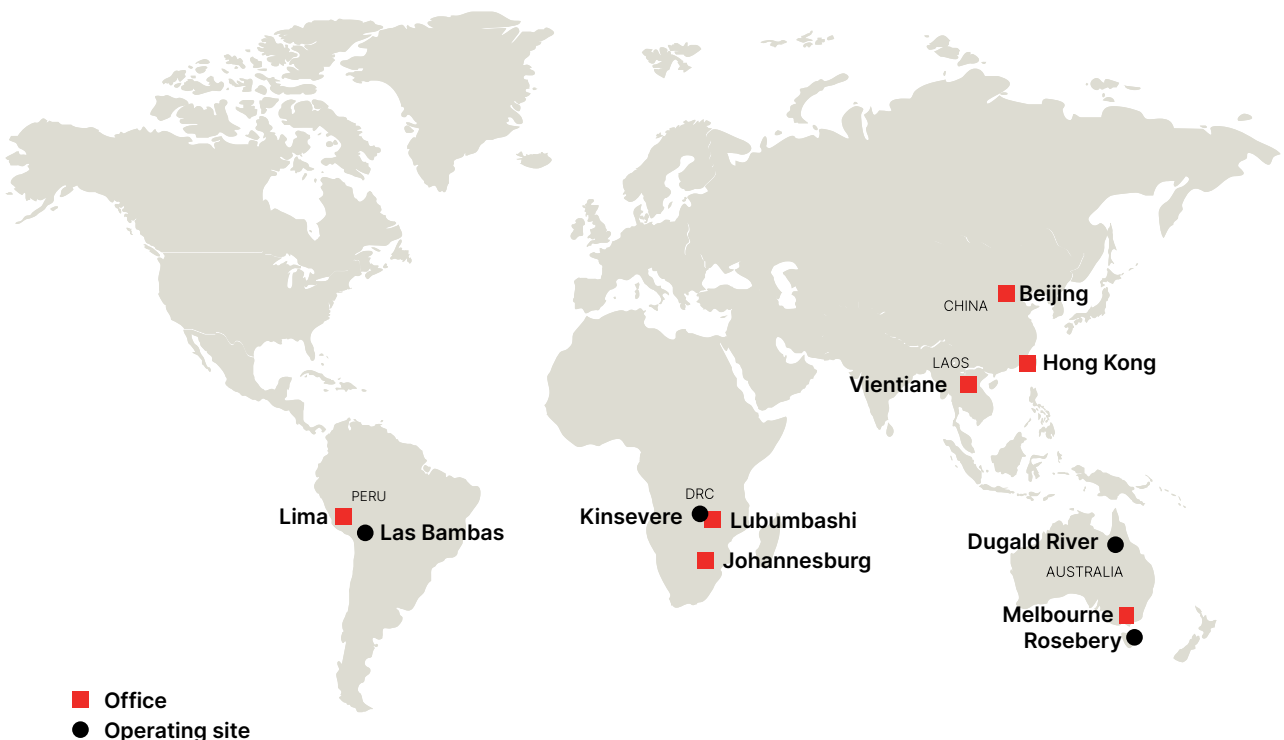 Beijing
CHINA
LAOS
Hong Kong
Vientiane
PERU
Lima
Las Bambas
DRC
Kinsevere
Lubumbashi
Johannesburg
Dugald River
AUSTRALIA
Melbourne
Rosebery
Office
Operating site